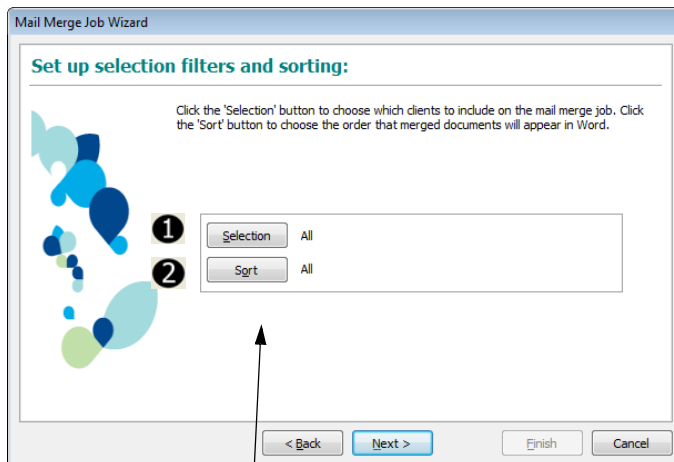 Mail Merge Job Wizard
Set up selection filters and sorting:
Click the 'Selection' button to choose which clients to include on the mail merge job. Click
the 'Sort' button to choose the order that merged documents will appear in Word.
1 Selection All
2 Sort All
< Back Next > Finish Cancel